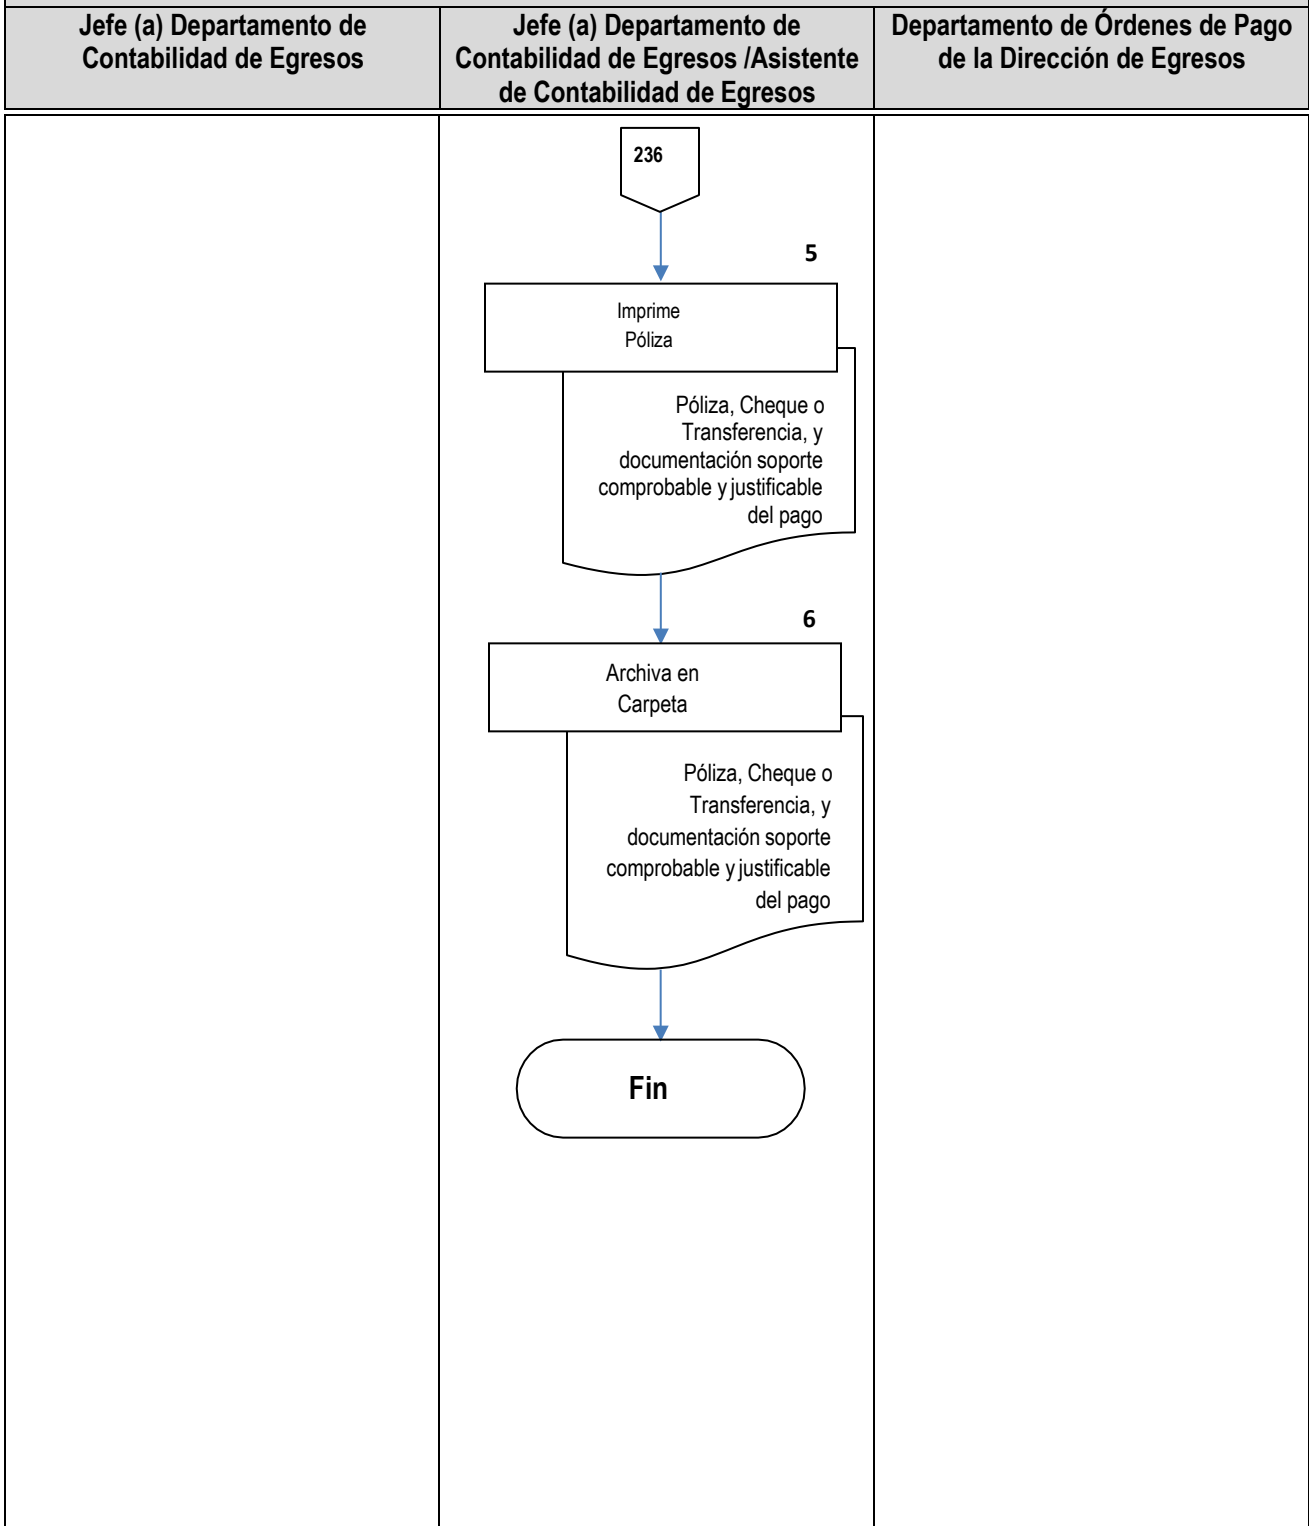 Jefe (a) Departamento de
Contabilidad de Egresos
Jefe (a) Departamento de
Contabilidad de Egresos /Asistente
de Contabilidad de Egresos
Departamento de Órdenes de Pago
de la Dirección de Egresos
236
5
Imprime
Póliza
Póliza, Cheque o
Transferencia, y
documentación soporte
comprobable y justificable
del pago
6
Archiva en
Carpeta
Póliza, Cheque o
Transferencia, y
documentación soporte
comprobable y justificable
del pago
Fin